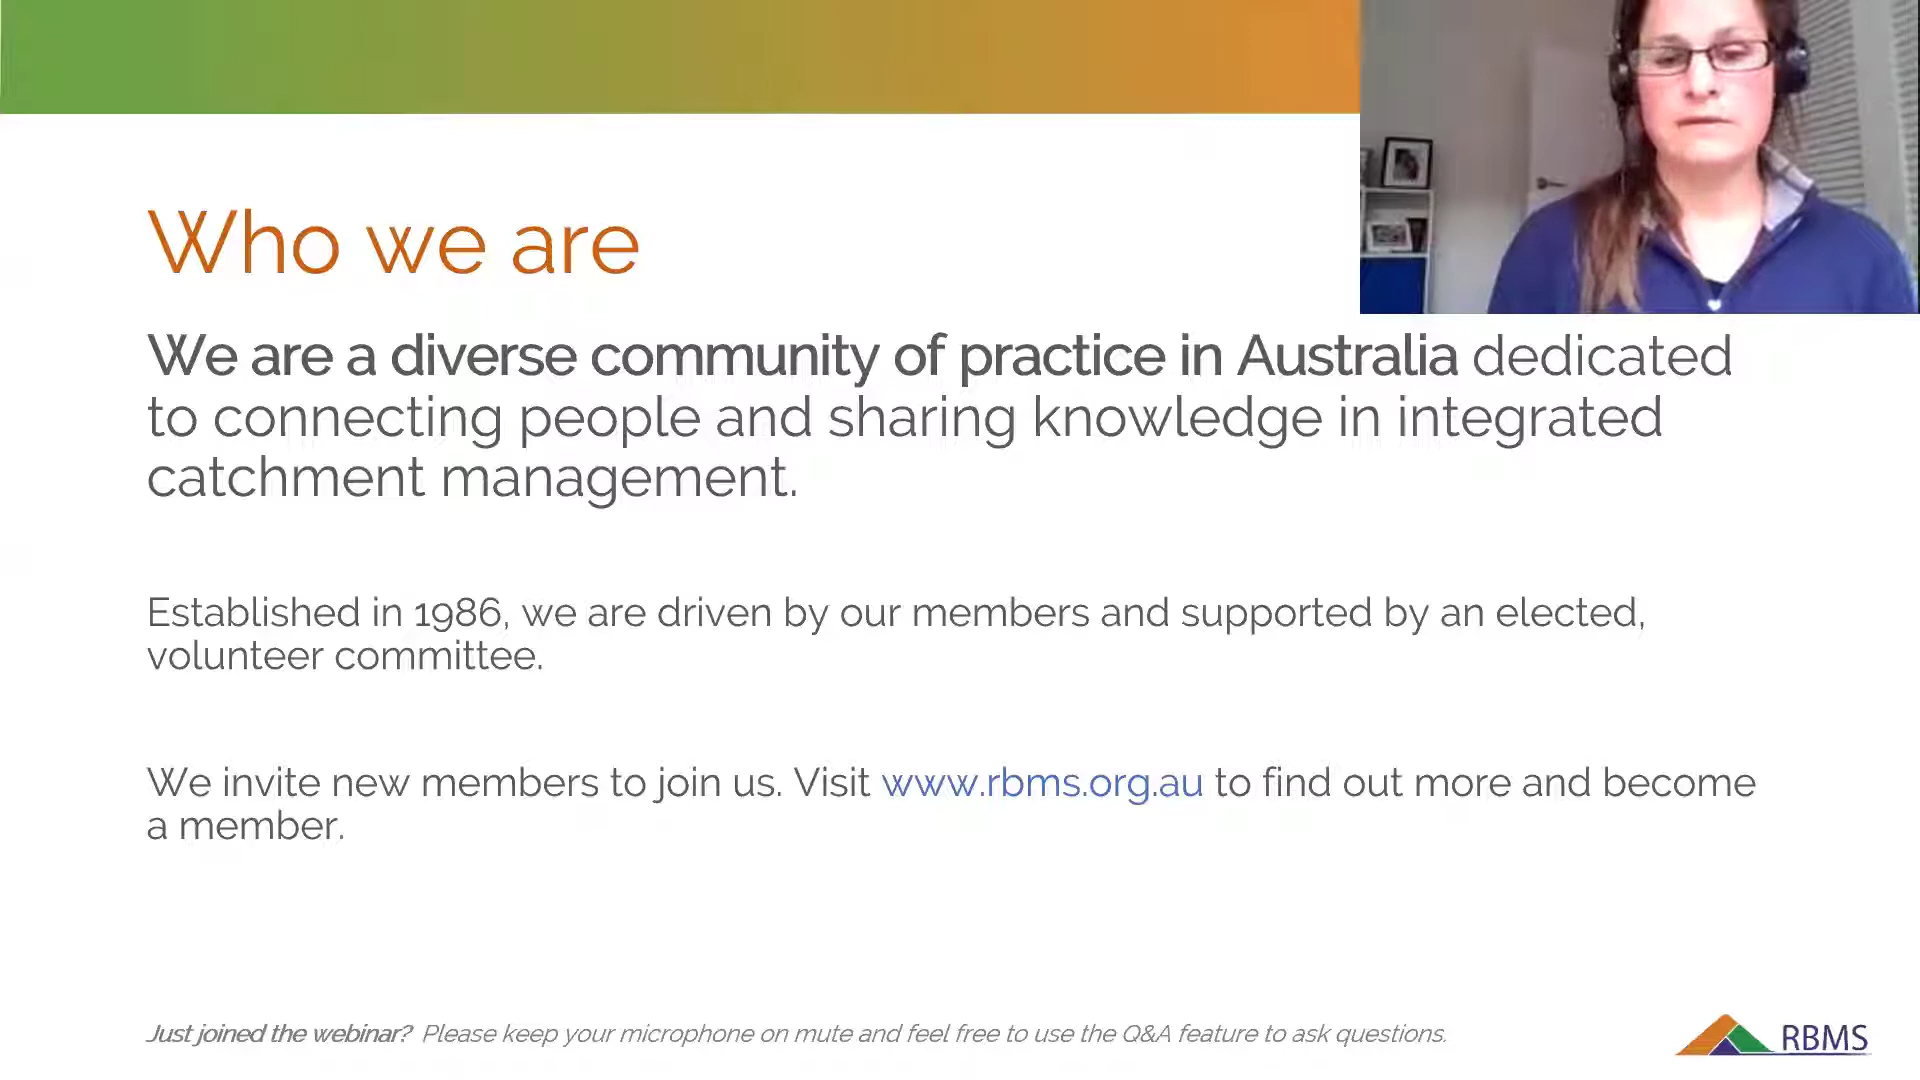 Who we are
We are a diverse community of practice in Australia dedicated
to connecting people and sharing knowledge in integrated
catchment management.
Established in 1986, we are driven by our members and supported by an elected,
volunteer committee.
We invite new members to join us. Visit www.rbms.org.au to find out more and become
a member.
Just joined the webinar? Please keep your microphone on mute and feel free to use the Q&A feature to ask questions.
RBMS